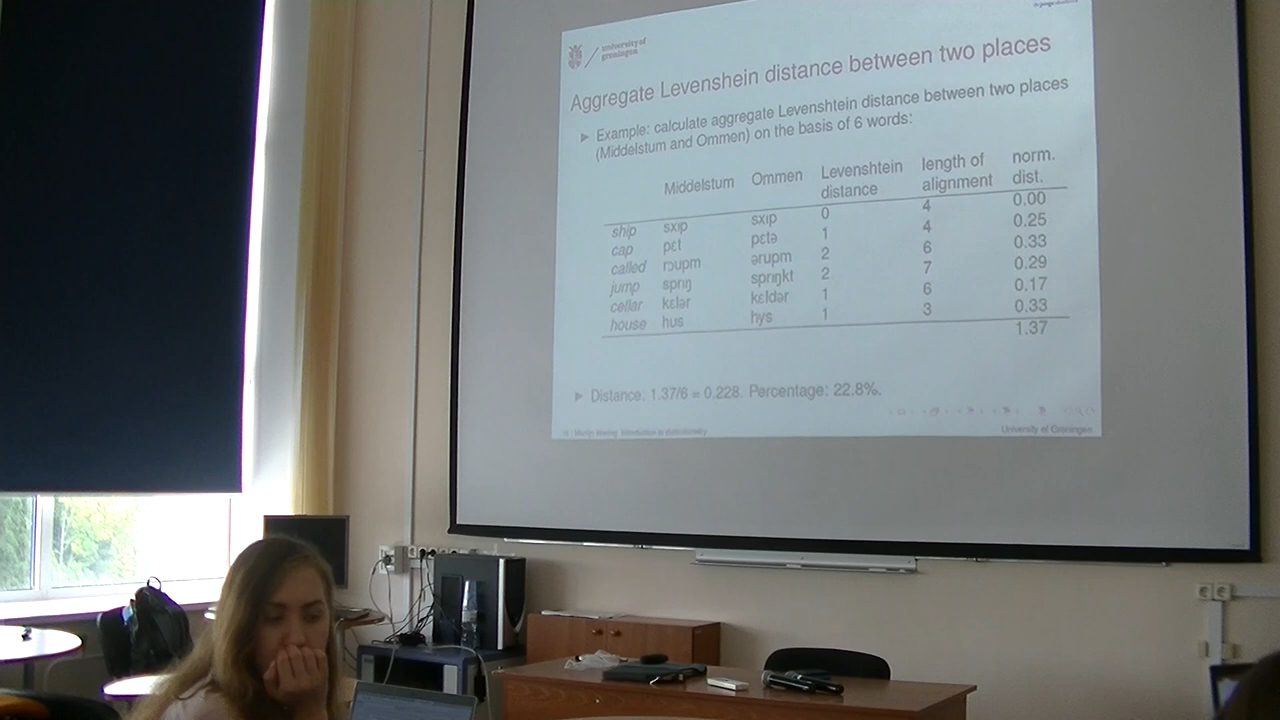 university of
groningen
Aggregate Levenshein distance between two places
▶ Example: calculate aggregate Levenshtein distance between two places
(Middelstum and Ommen) on the basis of 6 words:
Middelstum Ommen Levenshtein distance length of alignment norm. dist.
ship sxɪp sxɪp 0 4 0.00
cap pɛt pɛtə 1 4 0.25
called rɔupm ərupm 2 6 0.33
jump sprɪŋ sprɪŋkt 2 7 0.29
cellar kɛlər kɛldər 1 6 0.17
house hus hys 1 3 0.33
1.37
▶ Distance: 1.37/6 = 0.228. Percentage: 22.8%.
University of Groningen